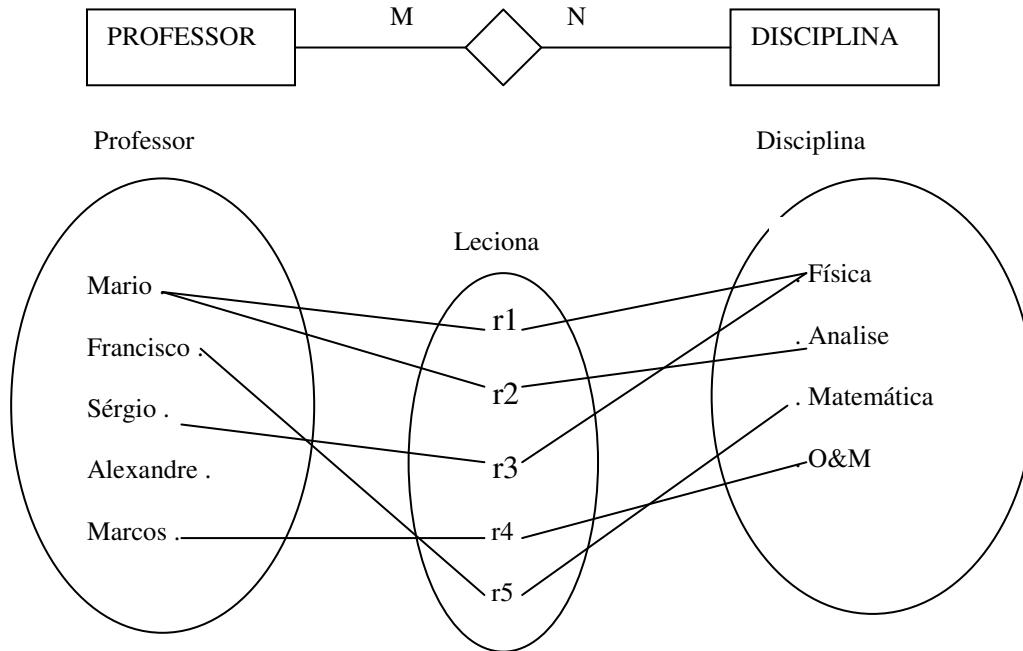 M N
PROFESSOR DISCIPLINA
Professor Disciplina
Leciona
Mario . r1 . Física
Francisco . r2 . Analise
Sérgio . r3 . Matemática
Alexandre . . O&M
Marcos . r4
r5